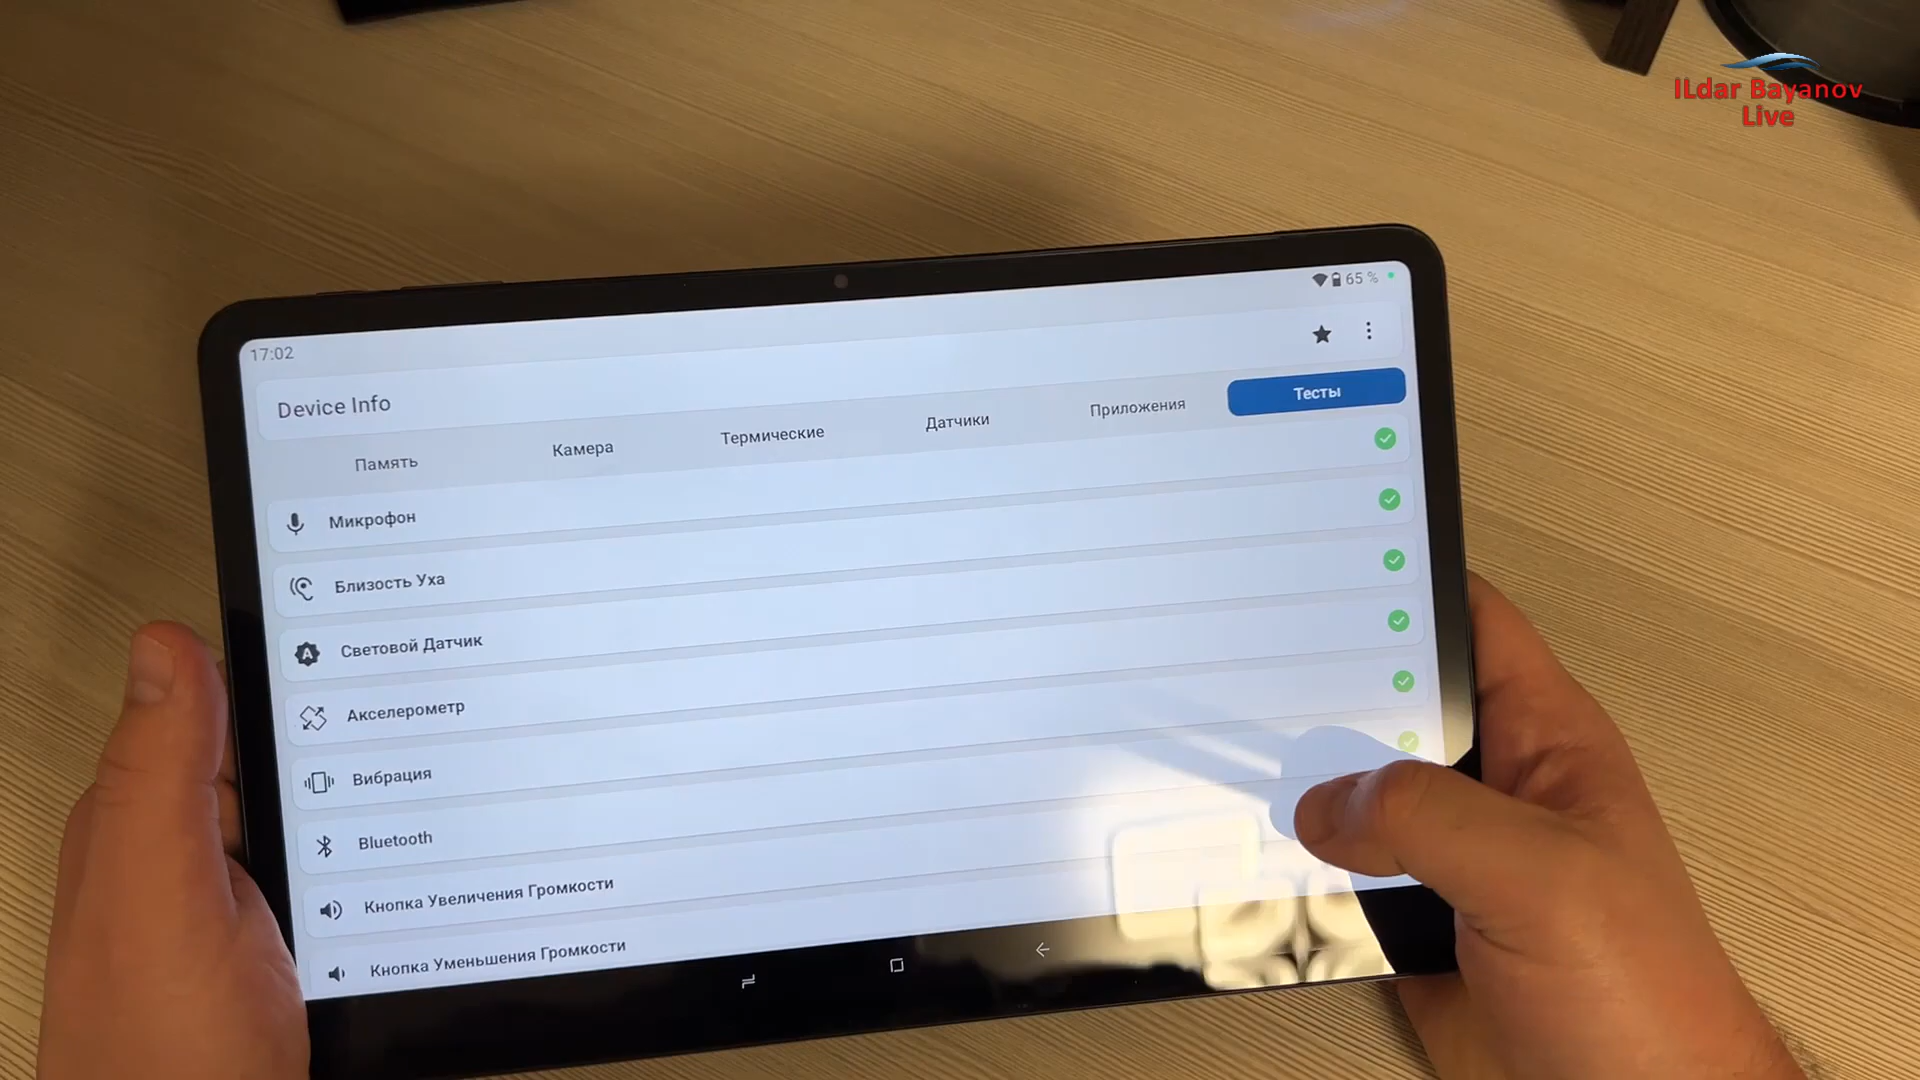 ILdar Bayanov
Live
65 %
17:02
Device Info
Память
Камера
Термические
Датчики
Приложения
Тесты
Микрофон
Близость Уха
Световой Датчик
Акселерометр
Вибрация
Bluetooth
Кнопка Увеличения Громкости
Кнопка Уменьшения Громкости